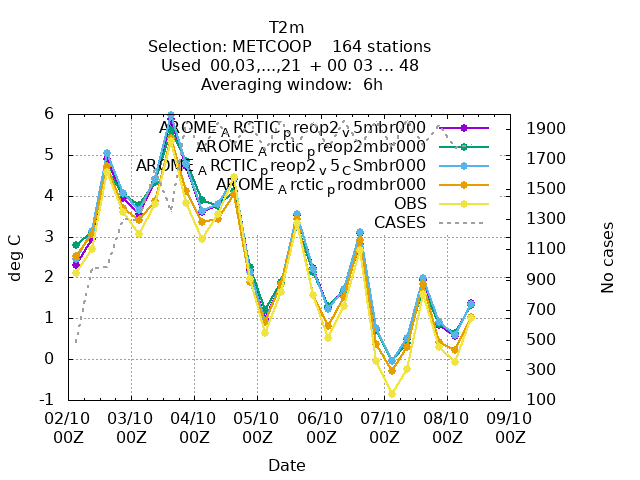 T2m
Selection: METCOOP 164 stations
Used 00,03,...,21 + 00 03 ... 48
Averaging window: 6h
deg C
6
5
4
3
2
1
0
-1
AROME_ARCTIC_preop2_v5mbr000
AROME_Arctic_preop2mbr000
AROME_ARCTIC_preop2_v5_CSmbr000
AROME_Arctic_prodmbr000
OBS
CASES
1900
1700
1500
1300
1100
900
700
500
300
100
No cases
02/10 03/10 04/10 05/10 06/10 07/10 08/10 09/10
00Z 00Z 00Z 00Z 00Z 00Z 00Z 00Z
Date